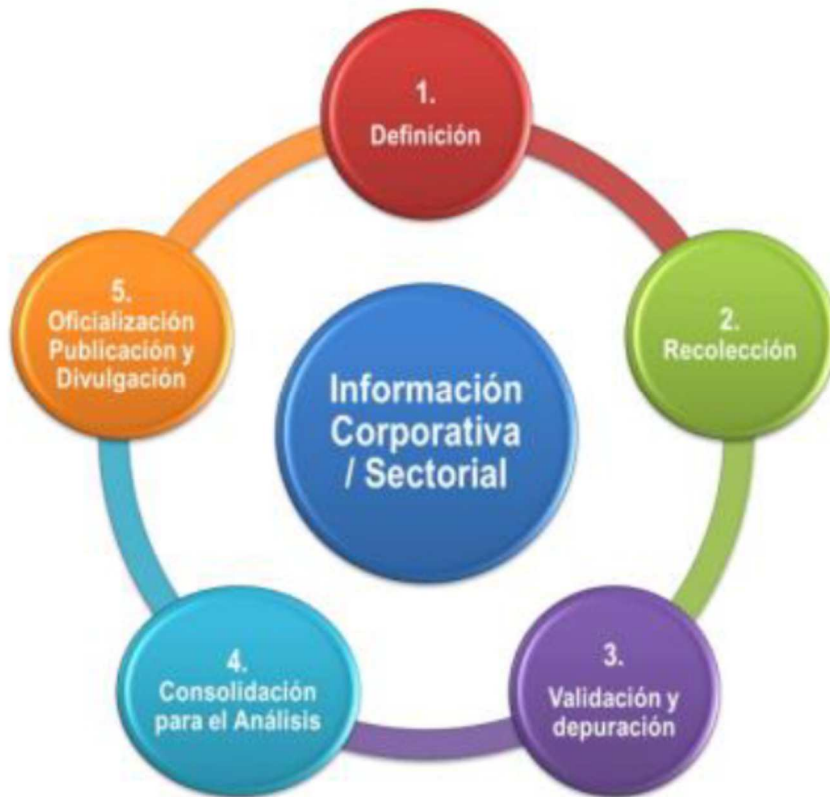 1.
Definición
2.
Recolección
3.
Validación y
depuración
4.
Consolidación
para el Análisis
5.
Oficialización
Publicación y
Divulgación
Información
Corporativa
/ Sectorial